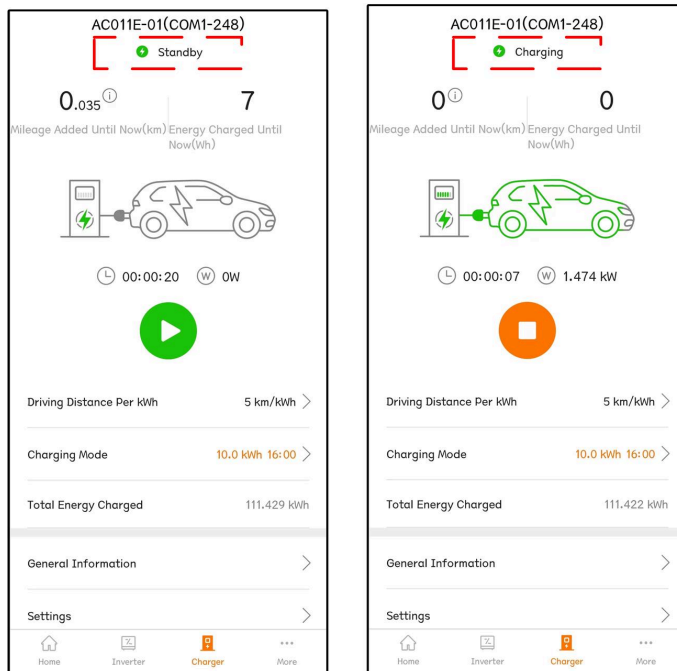 AC011E-01(COM1-248)
Standby
0.035
7
Mileage Added Until Now(km)
Energy Charged Until
Now(Wh)
00:00:20
W
0W
Driving Distance Per kWh
5 km/kWh
Charging Mode
10.0 kWh 16:00
Total Energy Charged
111.429 kWh
General Information
Settings
Home
Inverter
Charger
More
AC011E-01(COM1-248)
Charging
0
0
Mileage Added Until Now(km)
Energy Charged Until
Now(Wh)
00:00:07
W
1.474 kW
Driving Distance Per kWh
5 km/kWh
Charging Mode
10.0 kWh 16:00
Total Energy Charged
111.422 kWh
General Information
Settings
Home
Inverter
Charger
More